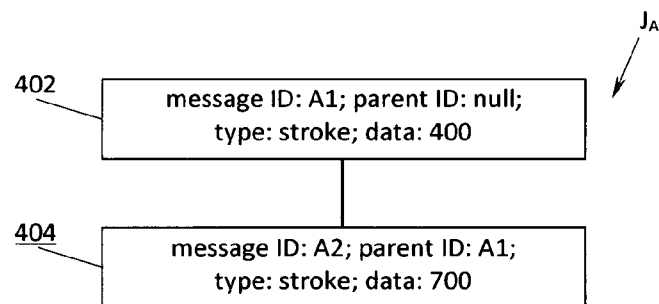 J_A
402
message ID: A1; parent ID: null;
type: stroke; data: 400
404
message ID: A2; parent ID: A1;
type: stroke; data: 700